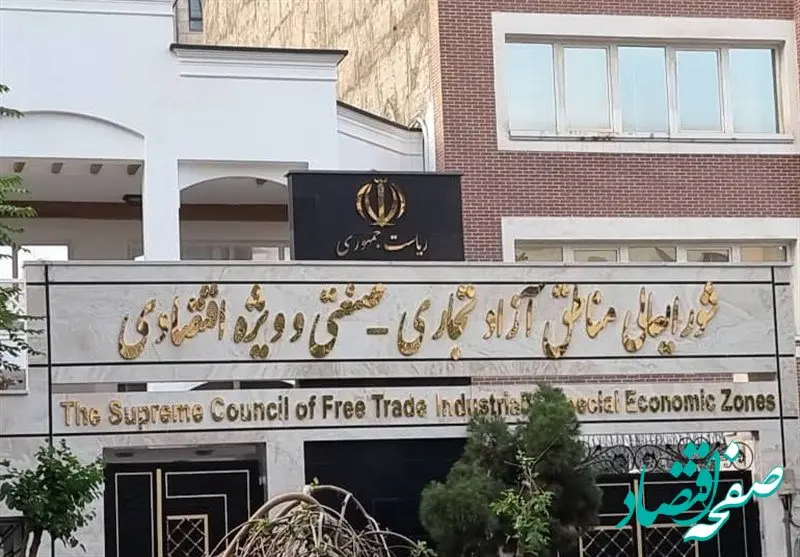 ریاست جمهوری
شورایعالی مناطق آزاد تجاری - صنعتی و ویژه اقتصادی
The Supreme Council of Free Trade Industrial Special Economic Zones
صفحه اقتصاد